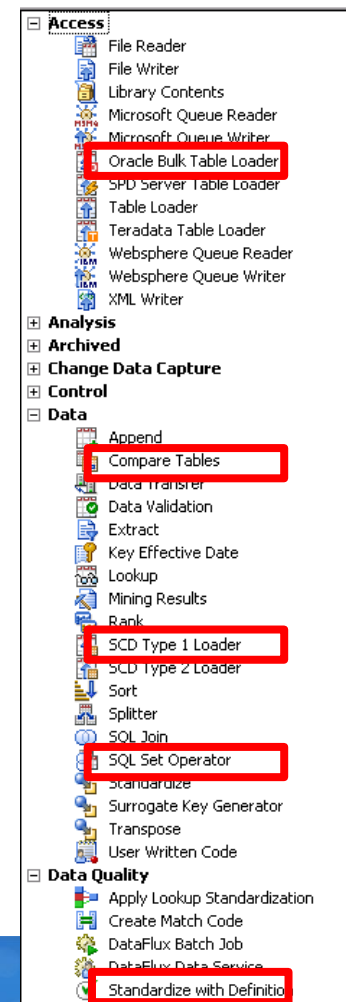 Access
File Reader
File Writer
Library Contents
Microsoft Queue Reader
Microsoft Queue Writer
Oracle Bulk Table Loader
SPD Server Table Loader
Table Loader
Teradata Table Loader
Websphere Queue Reader
Websphere Queue Writer
XML Writer
Analysis
Archived
Change Data Capture
Control
Data
Append
Compare Tables
Data Transfer
Data Validation
Extract
Key Effective Date
Lookup
Mining Results
Rank
SCD Type 1 Loader
SCD Type 2 Loader
Sort
Splitter
SQL Join
SQL Set Operator
Standardize
Surrogate Key Generator
Transpose
User Written Code
Data Quality
Apply Lookup Standardization
Create Match Code
DataFlux Batch Job
DataFlux Data Service
Standardize with Definition